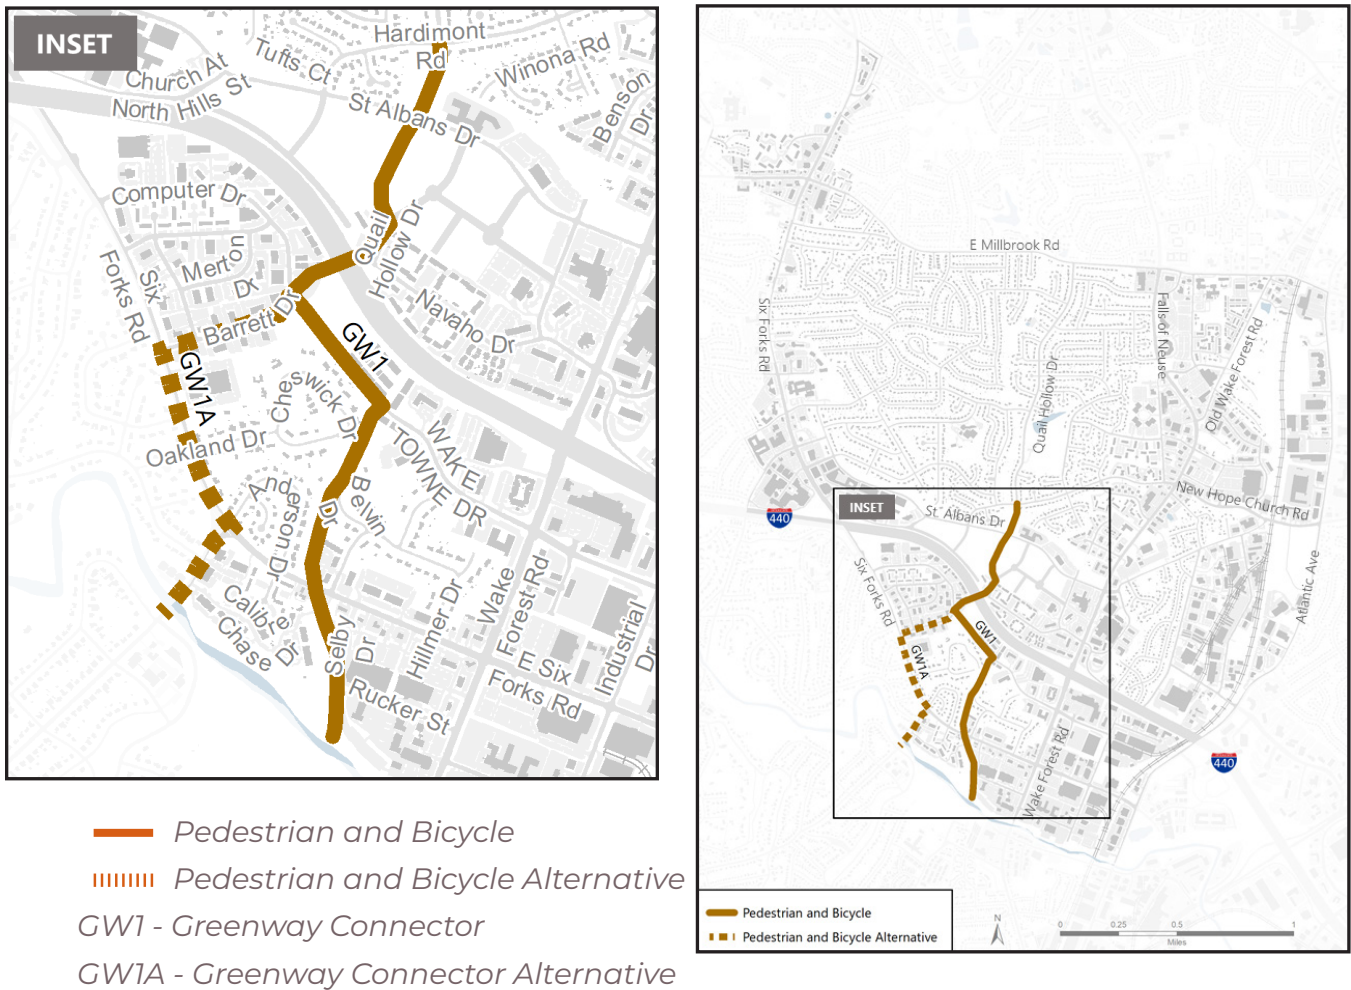 INSET
Hardimont
Rd
Tufts Ct
Winona Rd
Church At
North Hills St
St Albans Dr
Benson
Dr
Computer Dr
Quail
Hollow Dr
Merton
Dr
Six
Forks Rd
Barrett Dr
Navaho Dr
GW1
GW1A
Cheswick Dr
Oakland Dr
WAKE
TOWNE DR
Anderson Dr
Belvin
Dr
Calibre
Chase Dr
Selby
Dr
Hillmer Dr
Wake
Forest Rd
Industrial
Dr
E Six
Forks Rd
Rucker St
Pedestrian and Bicycle
Pedestrian and Bicycle Alternative
GW1 - Greenway Connector
GW1A - Greenway Connector Alternative
E Millbrook Rd
Six Forks Rd
Falls of Neuse
Old Wake Forest Rd
Quail Hollow Dr
New Hope Church Rd
INSET
St Albans Dr
440
Six Forks Rd
Atlantic Ave
GW1
GW1A
Wake Forest Rd
440
Pedestrian and Bicycle
Pedestrian and Bicycle Alternative
N
0 0.25 0.5 1
Miles